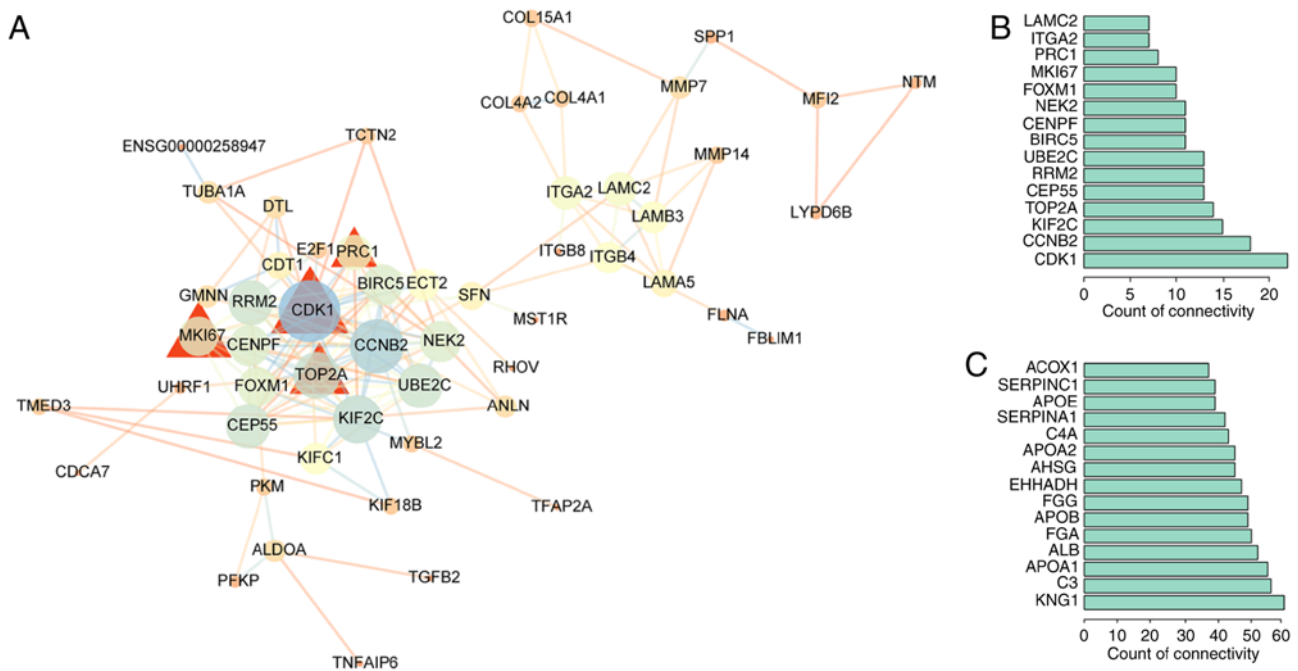 A
COL15A1
SPP1
MMP7
NTM
COL4A2
COL4A1
MFI2
TCTN2
ENSG00000258947
MMP14
TUBA1A
ITGA2
LAMC2
DTL
LAMB3
LYPD6B
E2F1
PRC1
ITGB8
ITGB4
CDT1
BIRC5
ECT2
LAMA5
GMNN
RRM2
SFN
CDK1
MST1R
FLNA
MKI67
CENPF
CCNB2
NEK2
FBLIM1
RHOV
TOP2A
UHRF1
FOXM1
UBE2C
TMED3
ANLN
CEP55
KIF2C
MYBL2
KIFC1
CDCA7
PKM
KIF18B
TFAP2A
ALDOA
PFKP
TGFB2
TNFAIP6
B
LAMC2
ITGA2
PRC1
MKI67
FOXM1
NEK2
CENPF
BIRC5
UBE2C
RRM2
CEP55
TOP2A
KIF2C
CCNB2
CDK1
0 5 10 15 20
Count of connectivity
C
ACOX1
SERPINC1
APOE
SERPINA1
C4A
APOA2
AHSG
EHHADH
FGG
APOB
FGA
ALB
APOA1
C3
KNG1
0 10 20 30 40 50 60
Count of connectivity